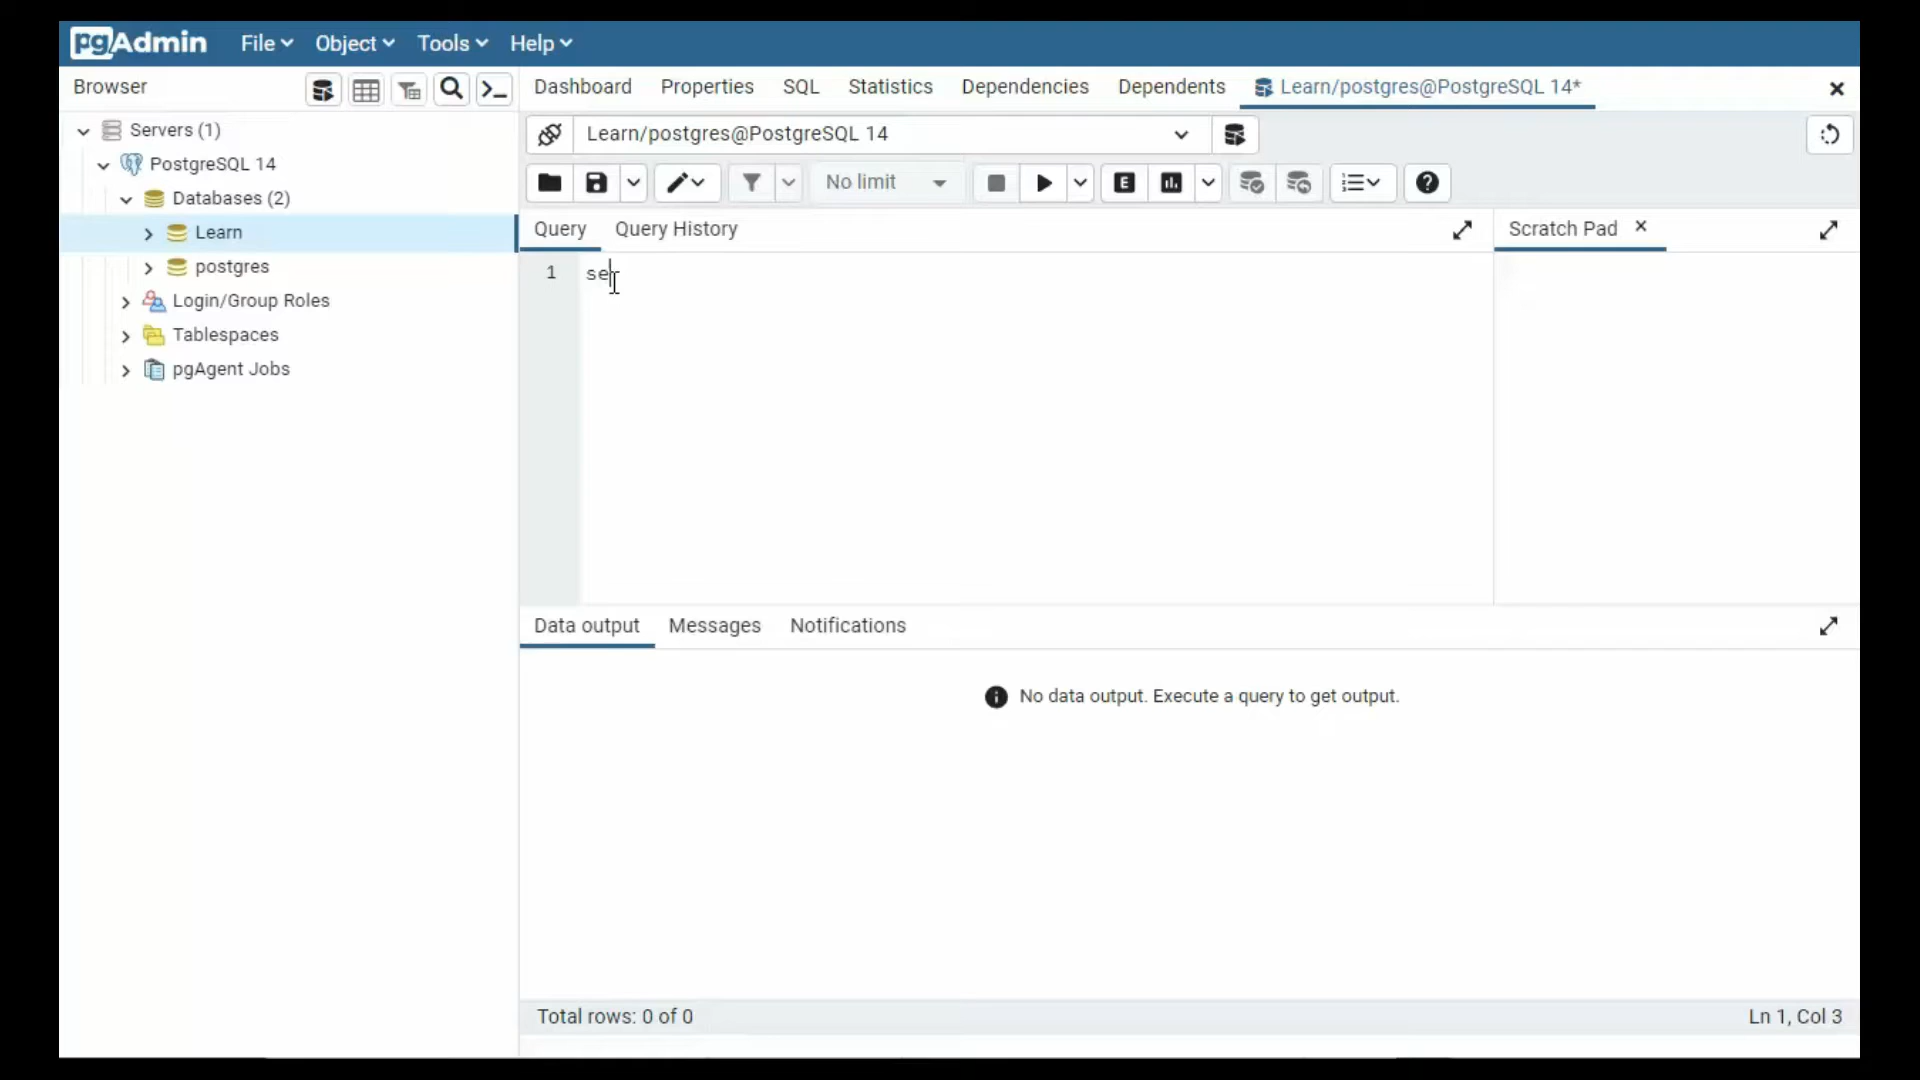 pgAdmin File Object Tools Help
Browser
Dashboard Properties SQL Statistics Dependencies Dependents Learn/postgres@PostgreSQL 14*
Servers (1)
PostgreSQL 14
Databases (2)
Learn
postgres
Login/Group Roles
Tablespaces
pgAgent Jobs
Learn/postgres@PostgreSQL 14
No limit
E
Query Query History
Scratch Pad
1 se
Data output Messages Notifications
No data output. Execute a query to get output.
Total rows: 0 of 0
Ln 1, Col 3